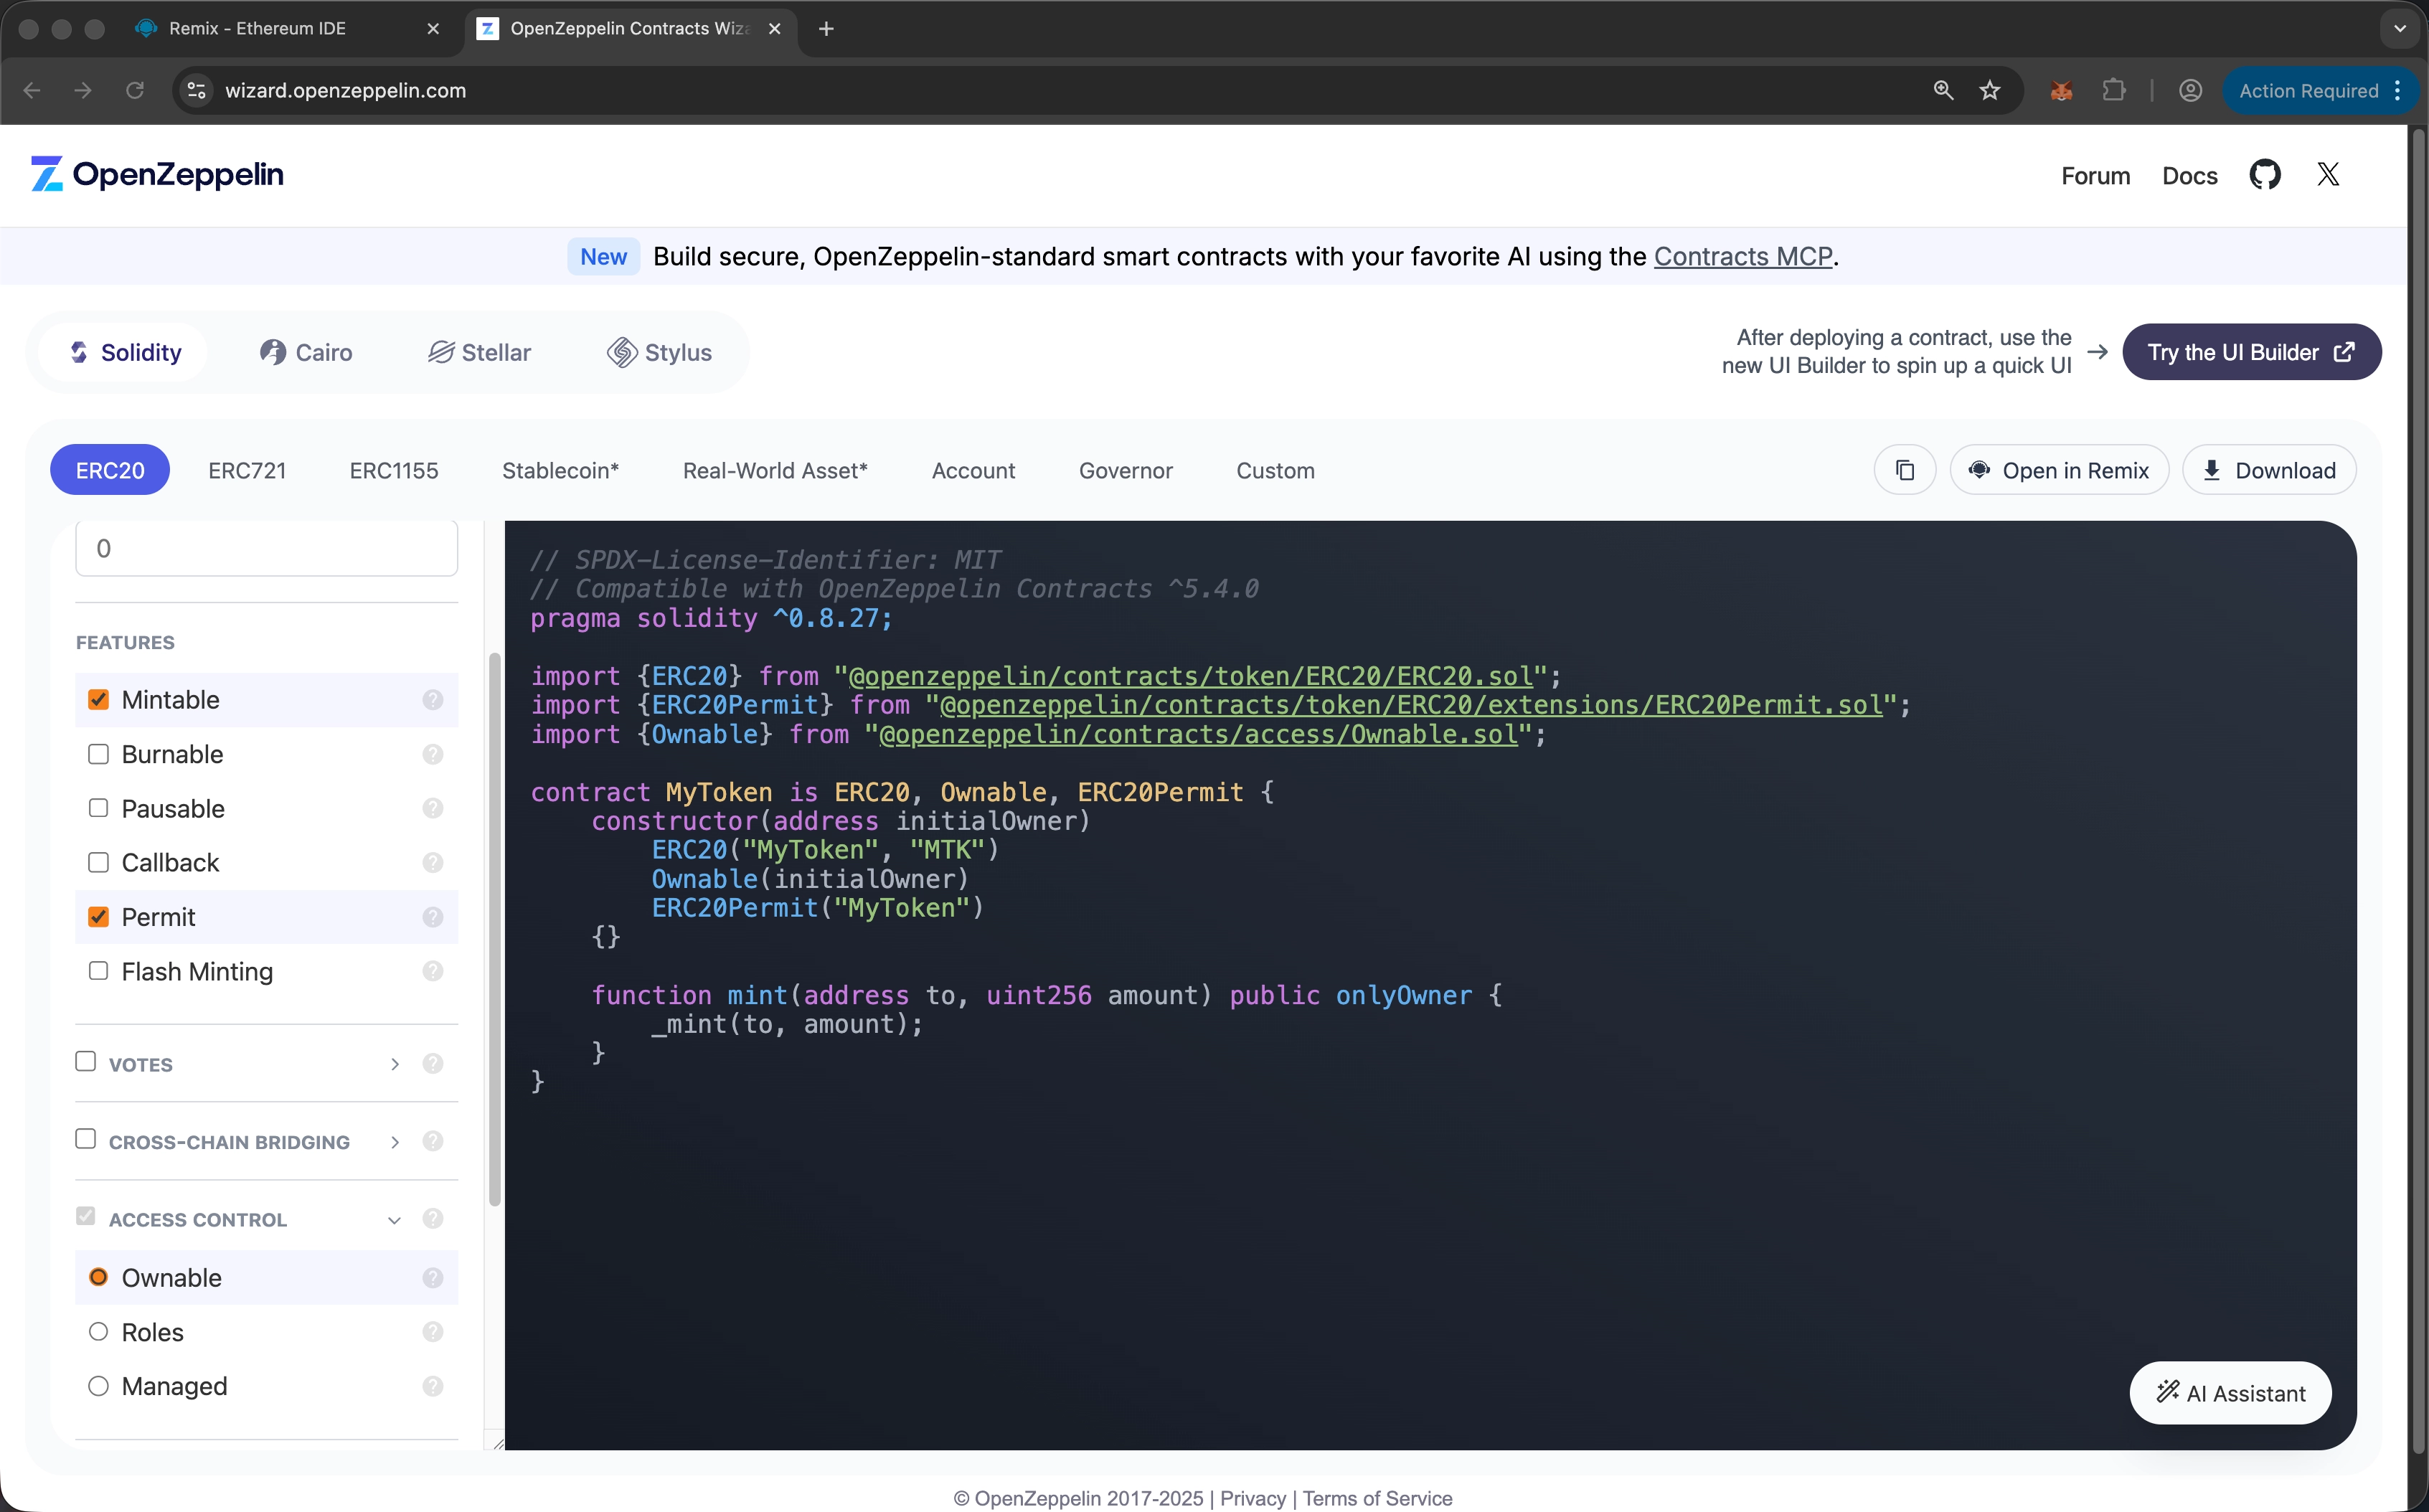 Remix - Ethereum IDE
OpenZeppelin Contracts Wiz
wizard.openzeppelin.com
Action Required
OpenZeppelin
Forum
Docs
New Build secure, OpenZeppelin-standard smart contracts with your favorite AI using the Contracts MCP.
Solidity
Cairo
Stellar
Stylus
After deploying a contract, use the
new UI Builder to spin up a quick UI
Try the UI Builder
ERC20
ERC721
ERC1155
Stablecoin*
Real-World Asset*
Account
Governor
Custom
Open in Remix
Download
0
FEATURES
Mintable
Burnable
Pausable
Callback
Permit
Flash Minting
VOTES
CROSS-CHAIN BRIDGING
ACCESS CONTROL
Ownable
Roles
Managed
// SPDX-License-Identifier: MIT
// Compatible with OpenZeppelin Contracts ^5.4.0
pragma solidity ^0.8.27;
import {ERC20} from "@openzeppelin/contracts/token/ERC20/ERC20.sol";
import {ERC20Permit} from "@openzeppelin/contracts/token/ERC20/extensions/ERC20Permit.sol";
import {Ownable} from "@openzeppelin/contracts/access/Ownable.sol";
contract MyToken is ERC20, Ownable, ERC20Permit {
constructor(address initialOwner)
ERC20("MyToken", "MTK")
Ownable(initialOwner)
ERC20Permit("MyToken")
{}
function mint(address to, uint256 amount) public onlyOwner {
_mint(to, amount);
}
}
AI Assistant
© OpenZeppelin 2017-2025 | Privacy | Terms of Service